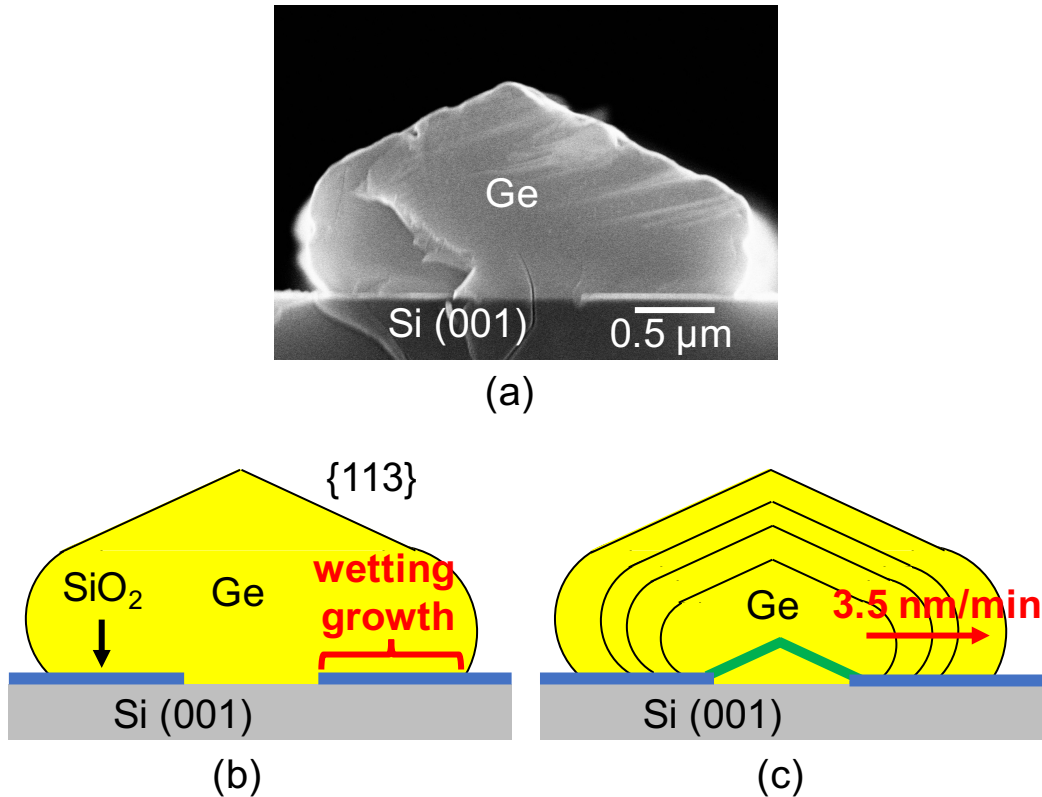 Ge
Si (001)
0.5 µm
(a)
{113}
SiO₂
Ge
wetting
growth
Si (001)
(b)
Ge
3.5 nm/min
Si (001)
(c)